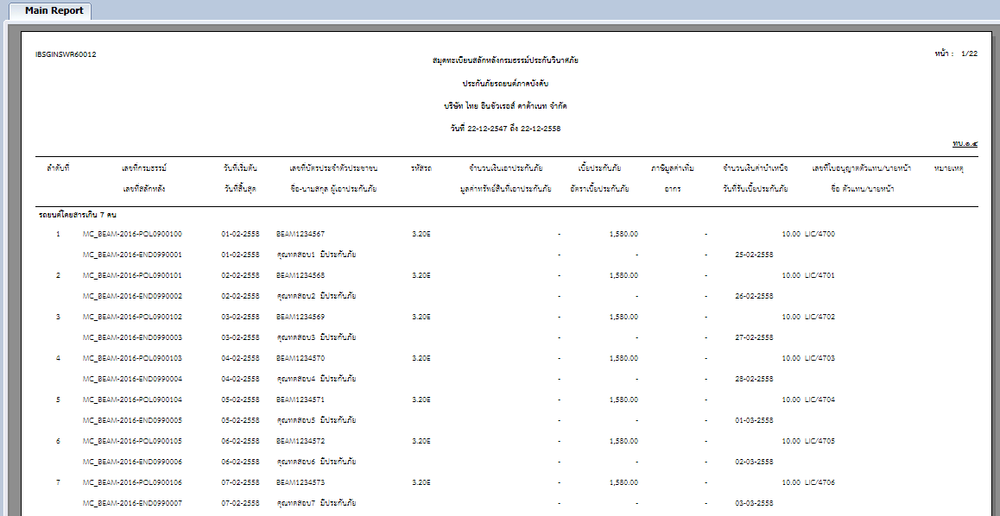 Main Report
IBSGINSWR60012
หน้า : 1/22
สมุดทะเบียนสลักหลังกรมธรรม์ประกันวินาศภัย
ประกันภัยรถยนต์ภาคบังคับ
บริษัท ไทย อินชัวเรอส์ ดาต้าเนท จำกัด
วันที่ 22-12-2547 ถึง 22-12-2558
ทบ.๑.๕
ลำดับที่ เลขที่กรมธรรม์ วันที่เริ่มต้น เลขที่บัตรประจำตัวประชาชน รหัสรถ จำนวนเงินเอาประกันภัย เบี้ยประกันภัย ภาษีมูลค่าเพิ่ม จำนวนเงินค่าบำเหน็จ เลขที่ใบอนุญาตตัวแทน/นายหน้า หมายเหตุ
เลขที่สลักหลัง วันที่สิ้นสุด ชื่อ-นามสกุล ผู้เอาประกันภัย มูลค่าทรัพย์สินที่เอาประกันภัย อัตราเบี้ยประกันภัย อากร วันที่รับเบี้ยประกันภัย ชื่อ ตัวแทน/นายหน้า
รถยนต์โดยสารเกิน 7 คน
1 MC_BEAM-2016-POL0900100 01-02-2558 BEAM1234567 3.20E - 1,580.00 - 10.00 LIC/4700
MC_BEAM-2016-END0990001 01-02-2558 คุณทดสอบ1 มีประกันภัย - - - 25-02-2558
2 MC_BEAM-2016-POL0900101 02-02-2558 BEAM1234568 3.20E - 1,580.00 - 10.00 LIC/4701
MC_BEAM-2016-END0990002 02-02-2558 คุณทดสอบ2 มีประกันภัย - - - 26-02-2558
3 MC_BEAM-2016-POL0900102 03-02-2558 BEAM1234569 3.20E - 1,580.00 - 10.00 LIC/4702
MC_BEAM-2016-END0990003 03-02-2558 คุณทดสอบ3 มีประกันภัย - - - 27-02-2558
4 MC_BEAM-2016-POL0900103 04-02-2558 BEAM1234570 3.20E - 1,580.00 - 10.00 LIC/4703
MC_BEAM-2016-END0990004 04-02-2558 คุณทดสอบ4 มีประกันภัย - - - 28-02-2558
5 MC_BEAM-2016-POL0900104 05-02-2558 BEAM1234571 3.20E - 1,580.00 - 10.00 LIC/4704
MC_BEAM-2016-END0990005 05-02-2558 คุณทดสอบ5 มีประกันภัย - - - 01-03-2558
6 MC_BEAM-2016-POL0900105 06-02-2558 BEAM1234572 3.20E - 1,580.00 - 10.00 LIC/4705
MC_BEAM-2016-END0990006 06-02-2558 คุณทดสอบ6 มีประกันภัย - - - 02-03-2558
7 MC_BEAM-2016-POL0900106 07-02-2558 BEAM1234573 3.20E - 1,580.00 - 10.00 LIC/4706
MC_BEAM-2016-END0990007 07-02-2558 คุณทดสอบ7 มีประกันภัย - - - 03-03-2558